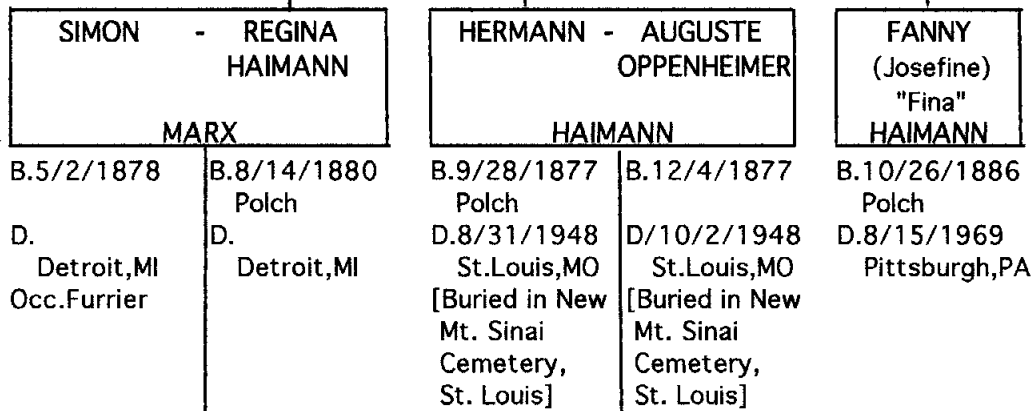 SIMON - REGINA
HAIMANN
MARX
B.5/2/1878
D.
Detroit,MI
Occ.Furrier
B.8/14/1880
Polch
D.
Detroit,MI
HERMANN - AUGUSTE
OPPENHEIMER
HAIMANN
B.9/28/1877
Polch
D.8/31/1948
St.Louis,MO
[Buried in New
Mt. Sinai
Cemetery,
St. Louis]
B.12/4/1877
D/10/2/1948
St.Louis,MO
[Buried in New
Mt. Sinai
Cemetery,
St. Louis]
FANNY
(Josefine)
"Fina"
HAIMANN
B.10/26/1886
Polch
D.8/15/1969
Pittsburgh,PA